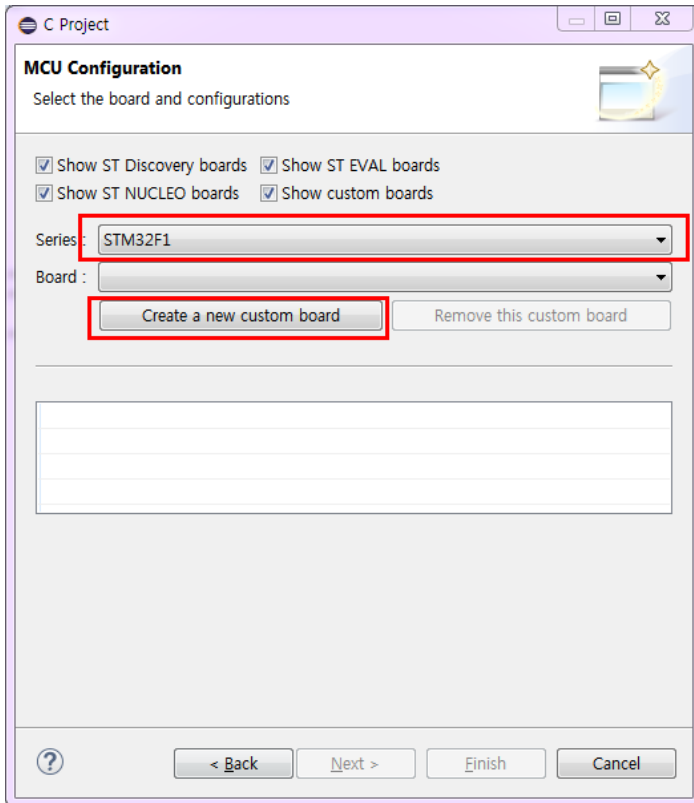 C Project
MCU Configuration
Select the board and configurations
Show ST Discovery boards Show ST EVAL boards
Show ST NUCLEO boards Show custom boards
Series : STM32F1
Board :
Create a new custom board Remove this custom board
? < Back Next > Finish Cancel